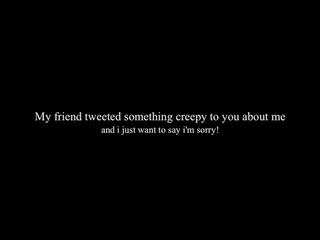 My friend tweeted something creepy to you about me
and i just want to say i'm sorry!